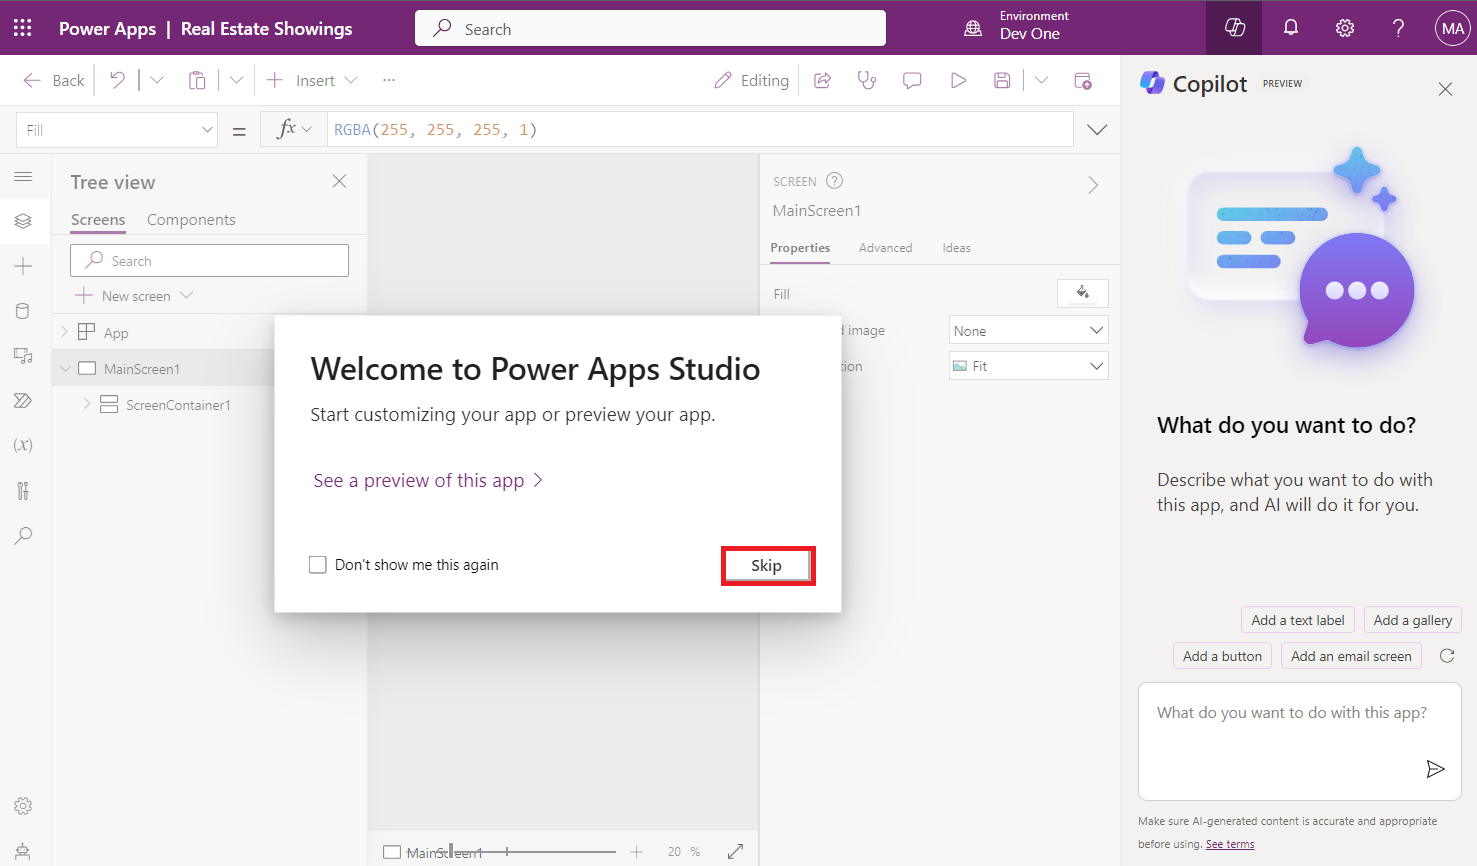 Power Apps | Real Estate Showings
Search
Environment
Dev One
MA
Back
Insert
Editing
Fill
=
fx
RGBA(255, 255, 255, 1)
Tree view
Screens
Components
Search
New screen
App
MainScreen1
ScreenContainer1
(x)
SCREEN
MainScreen1
Properties
Advanced
Ideas
Fill
d image
None
ion
Fit
Welcome to Power Apps Studio
Start customizing your app or preview your app.
See a preview of this app
Don't show me this again
Skip
MainScreen1
20 %
Copilot PREVIEW
What do you want to do?
Describe what you want to do with
this app, and AI will do it for you.
Add a text label
Add a gallery
Add a button
Add an email screen
What do you want to do with this app?
Make sure AI-generated content is accurate and appropriate
before using. See terms